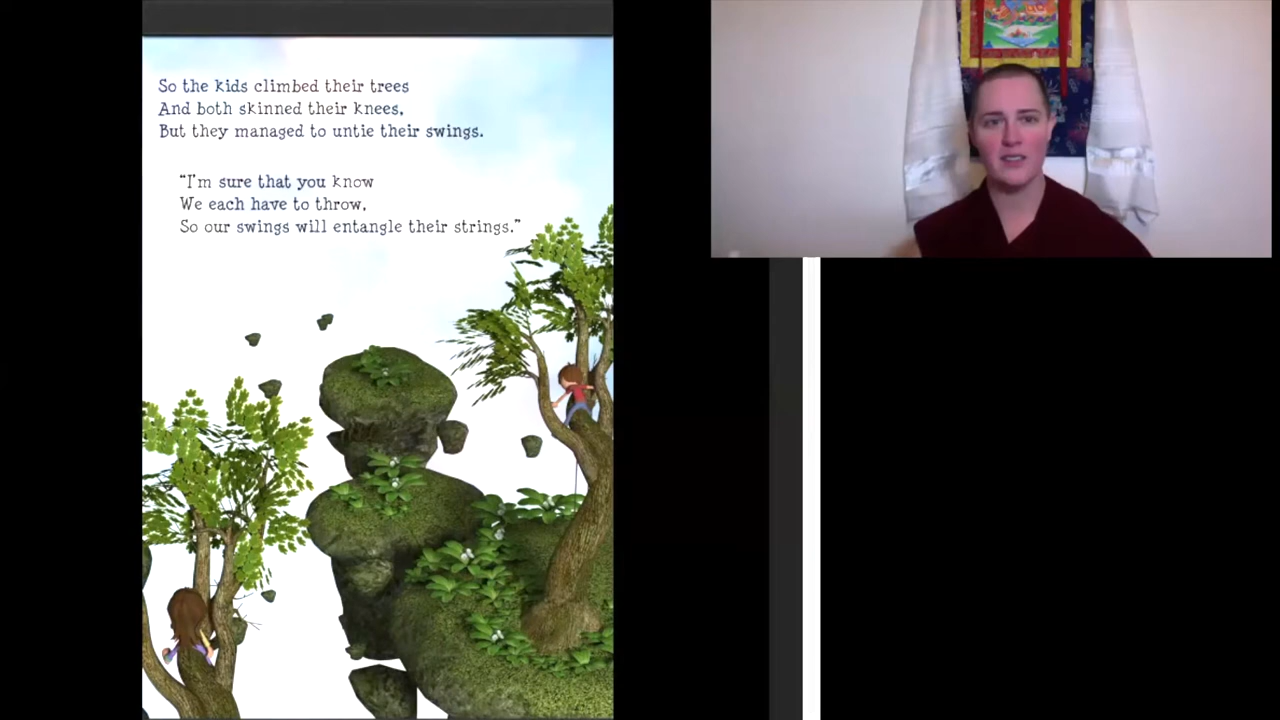 So the kids climbed their trees
And both skinned their knees,
But they managed to untie their swings.
“I'm sure that you know
We each have to throw,
So our swings will entangle their strings.”